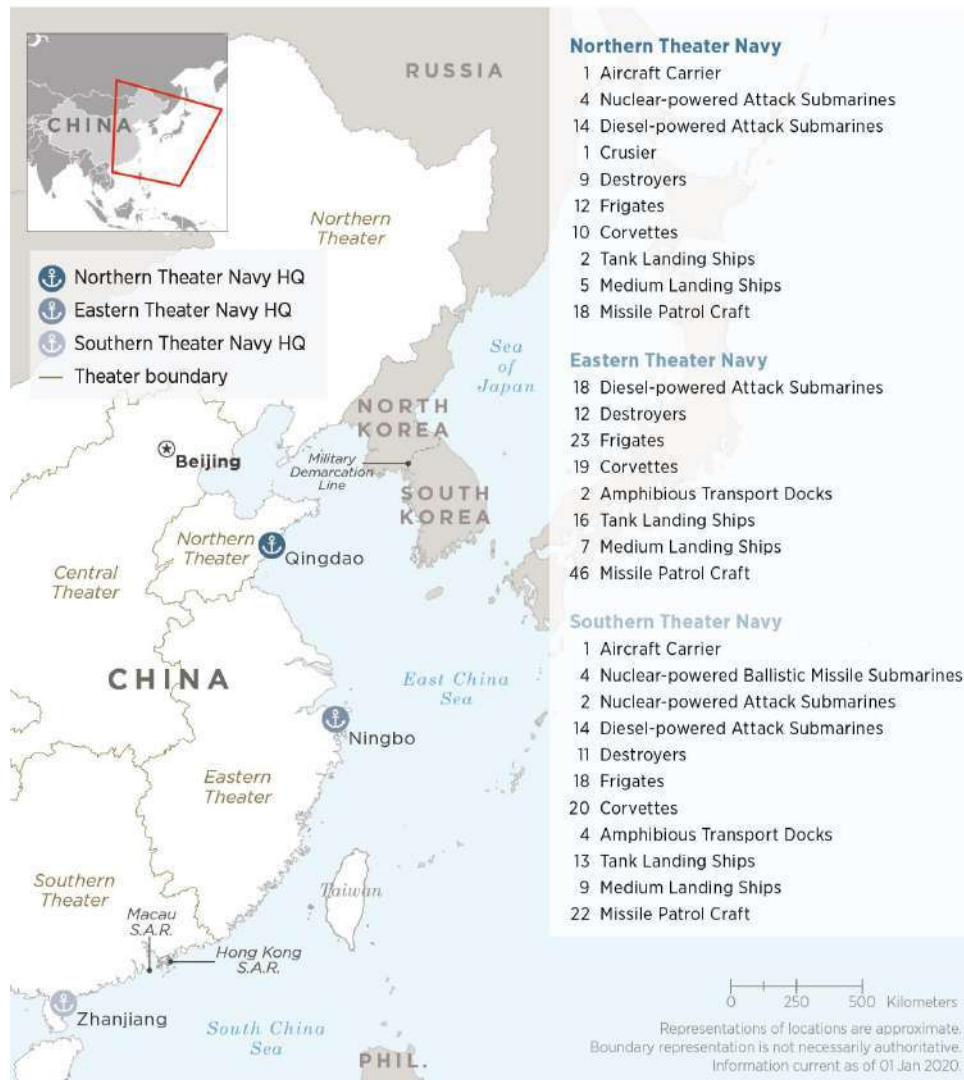 CHINA
RUSSIA
Northern
Theater
Northern Theater Navy HQ
Eastern Theater Navy HQ
Southern Theater Navy HQ
Theater boundary
Sea
of
Japan
NORTH
KOREA
Military
Demarcation
Line
SOUTH
KOREA
Beijing
Northern
Theater
Qingdao
Central
Theater
CHINA
East China
Sea
Ningbo
Eastern
Theater
Southern
Theater
Taiwan
Macau
S.A.R.
Hong Kong
S.A.R.
Zhanjiang
South China
Sea
PHIL.
Northern Theater Navy
1 Aircraft Carrier
4 Nuclear-powered Attack Submarines
14 Diesel-powered Attack Submarines
1 Crusier
9 Destroyers
12 Frigates
10 Corvettes
2 Tank Landing Ships
5 Medium Landing Ships
18 Missile Patrol Craft
Eastern Theater Navy
18 Diesel-powered Attack Submarines
12 Destroyers
23 Frigates
19 Corvettes
2 Amphibious Transport Docks
16 Tank Landing Ships
7 Medium Landing Ships
46 Missile Patrol Craft
Southern Theater Navy
1 Aircraft Carrier
4 Nuclear-powered Ballistic Missile Submarines
2 Nuclear-powered Attack Submarines
14 Diesel-powered Attack Submarines
11 Destroyers
18 Frigates
20 Corvettes
4 Amphibious Transport Docks
13 Tank Landing Ships
9 Medium Landing Ships
22 Missile Patrol Craft
0 250 500 Kilometers
Representations of locations are approximate.
Boundary representation is not necessarily authoritative.
Information current as of 01 Jan 2020.